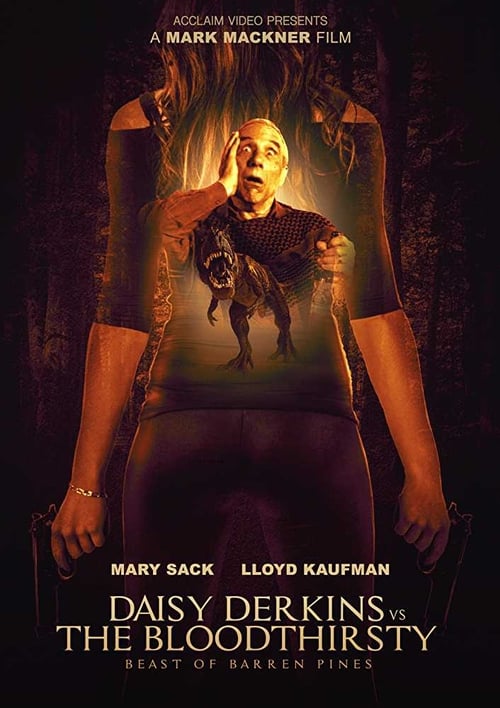 ACCLAIM VIDEO PRESENTS
A MARK MACKNER FILM
MARY SACK LLOYD KAUFMAN
DAISY DERKINS VS
THE BLOODTHIRSTY
BEAST OF BARREN PINES